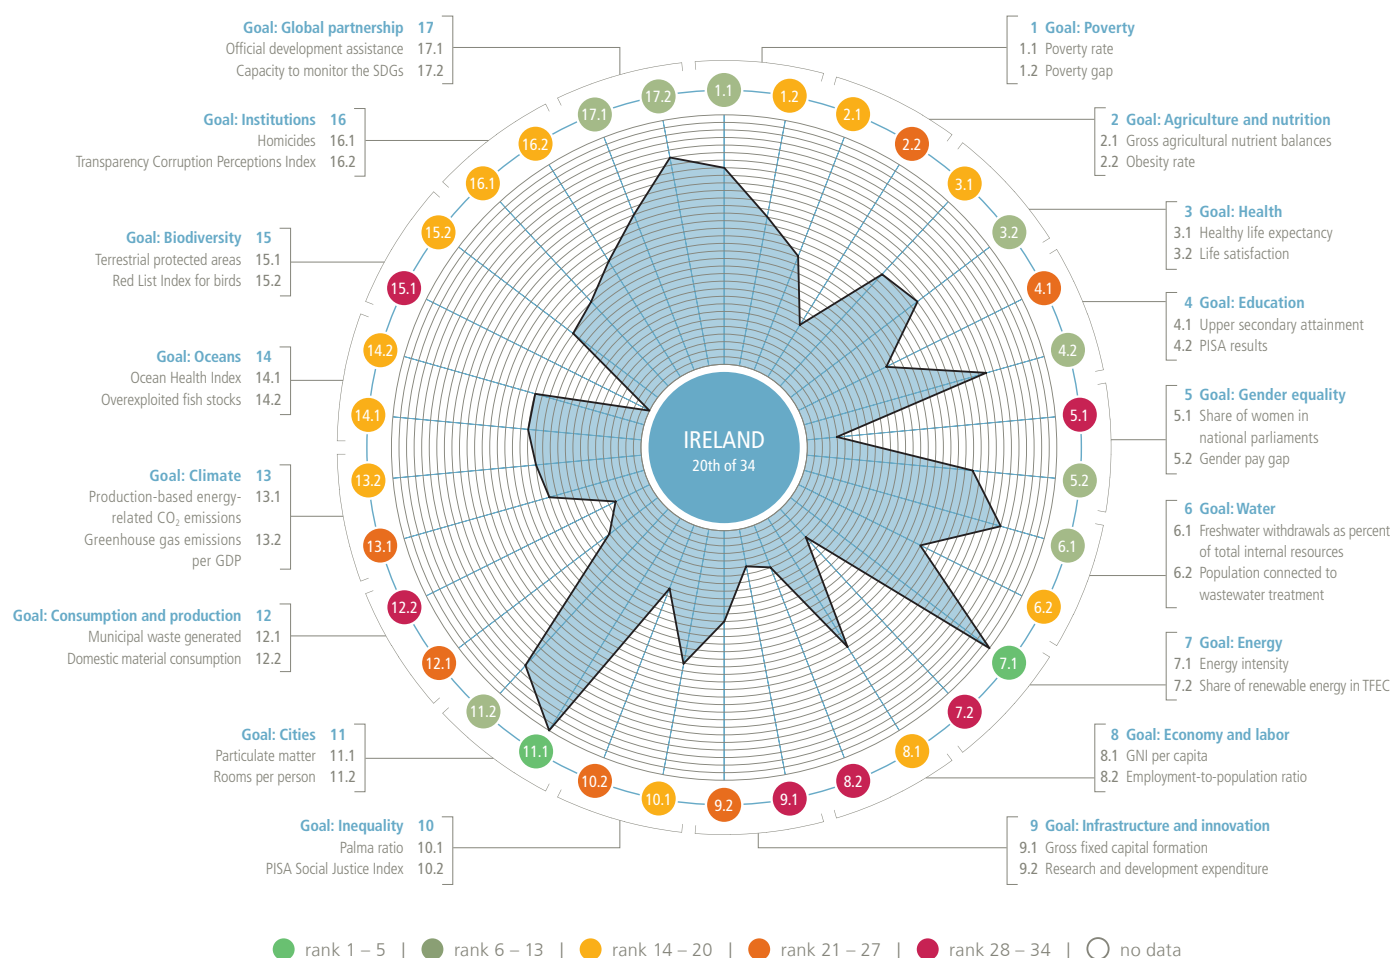 Goal: Global partnership 17
Official development assistance 17.1
Capacity to monitor the SDGs 17.2
1 Goal: Poverty
1.1 Poverty rate
1.2 Poverty gap
Goal: Institutions 16
Homicides 16.1
Transparency Corruption Perceptions Index 16.2
2 Goal: Agriculture and nutrition
2.1 Gross agricultural nutrient balances
2.2 Obesity rate
Goal: Biodiversity 15
Terrestrial protected areas 15.1
Red List Index for birds 15.2
3 Goal: Health
3.1 Healthy life expectancy
3.2 Life satisfaction
Goal: Oceans 14
Ocean Health Index 14.1
Overexploited fish stocks 14.2
4 Goal: Education
4.1 Upper secondary attainment
4.2 PISA results
Goal: Climate 13
Production-based energy- 13.1
related CO₂ emissions
Greenhouse gas emissions 13.2
per GDP
5 Goal: Gender equality
5.1 Share of women in
national parliaments
5.2 Gender pay gap
Goal: Consumption and production 12
Municipal waste generated 12.1
Domestic material consumption 12.2
6 Goal: Water
6.1 Freshwater withdrawals as percent
of total internal resources
6.2 Population connected to
wastewater treatment
7 Goal: Energy
7.1 Energy intensity
7.2 Share of renewable energy in TFEC
Goal: Cities 11
Particulate matter 11.1
Rooms per person 11.2
8 Goal: Economy and labor
8.1 GNI per capita
8.2 Employment-to-population ratio
Goal: Inequality 10
Palma ratio 10.1
PISA Social Justice Index 10.2
9 Goal: Infrastructure and innovation
9.1 Gross fixed capital formation
9.2 Research and development expenditure
1.1
1.2
2.1
2.2
3.1
3.2
4.1
4.2
5.1
5.2
6.1
6.2
7.1
7.2
8.1
8.2
9.1
9.2
10.1
10.2
11.1
11.2
12.1
12.2
13.1
13.2
14.1
14.2
15.1
15.2
16.1
16.2
17.1
17.2
IRELAND
20th of 34
rank 1 – 5 | rank 6 – 13 | rank 14 – 20 | rank 21 – 27 | rank 28 – 34 | no data